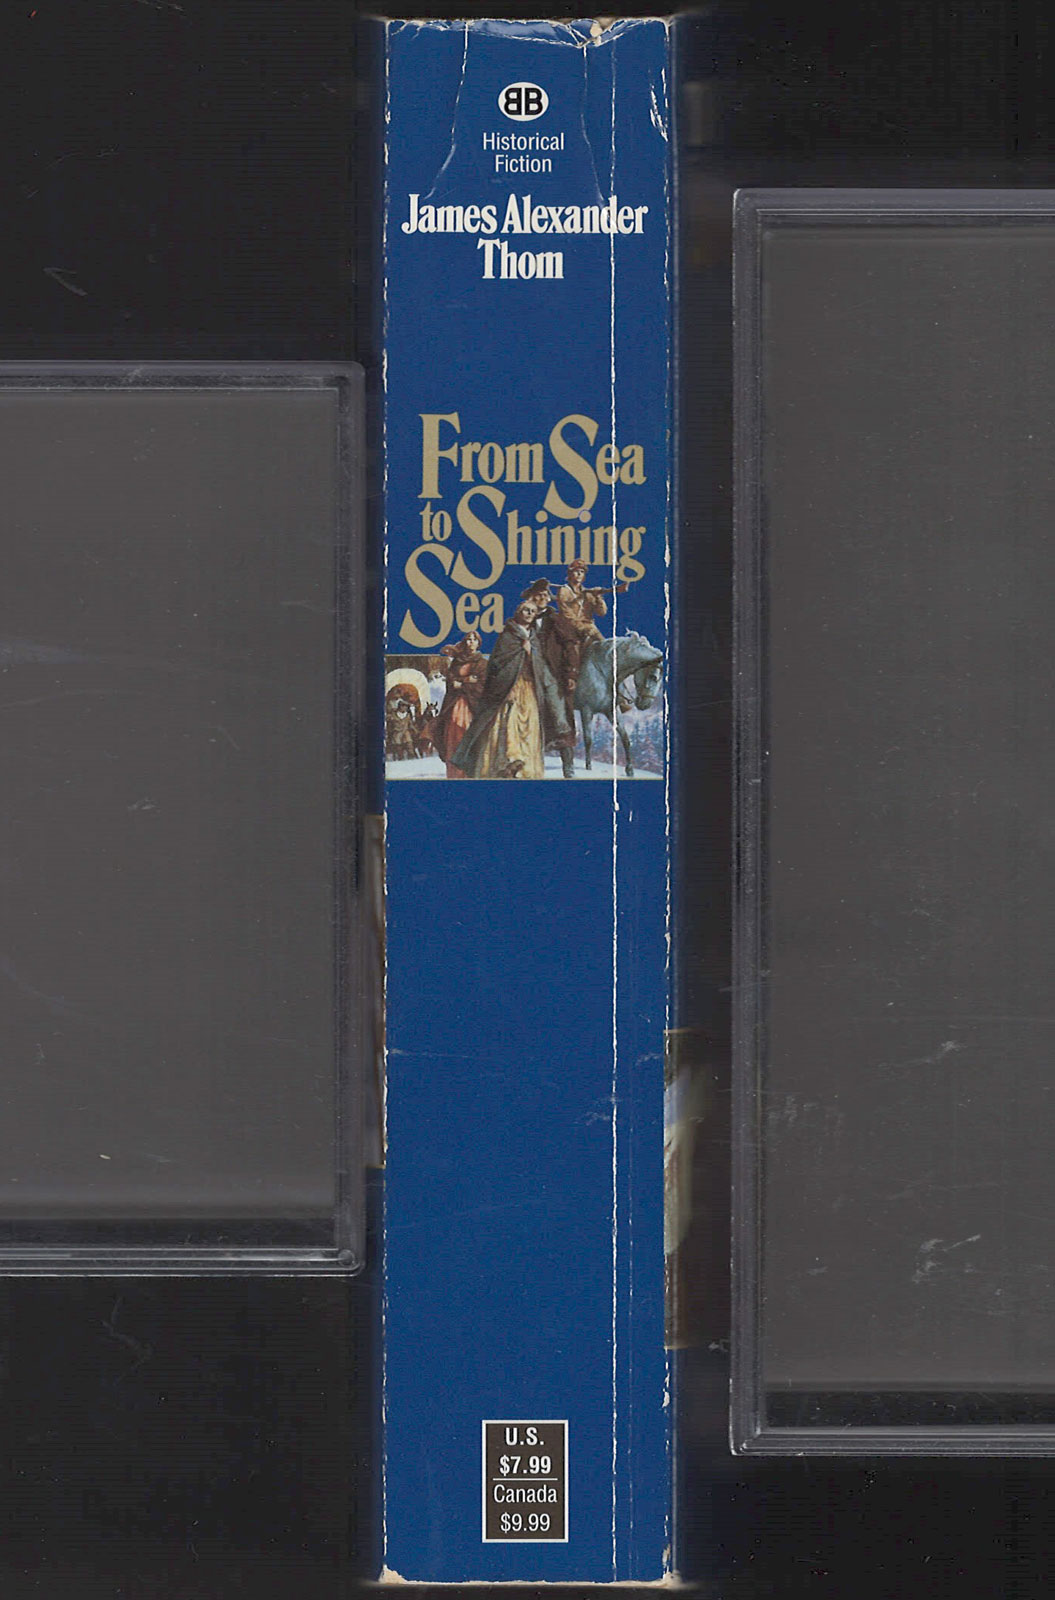 BB
Historical
Fiction
James Alexander
Thom
From Sea
to Shining
Sea
U.S.
$7.99
Canada
$9.99